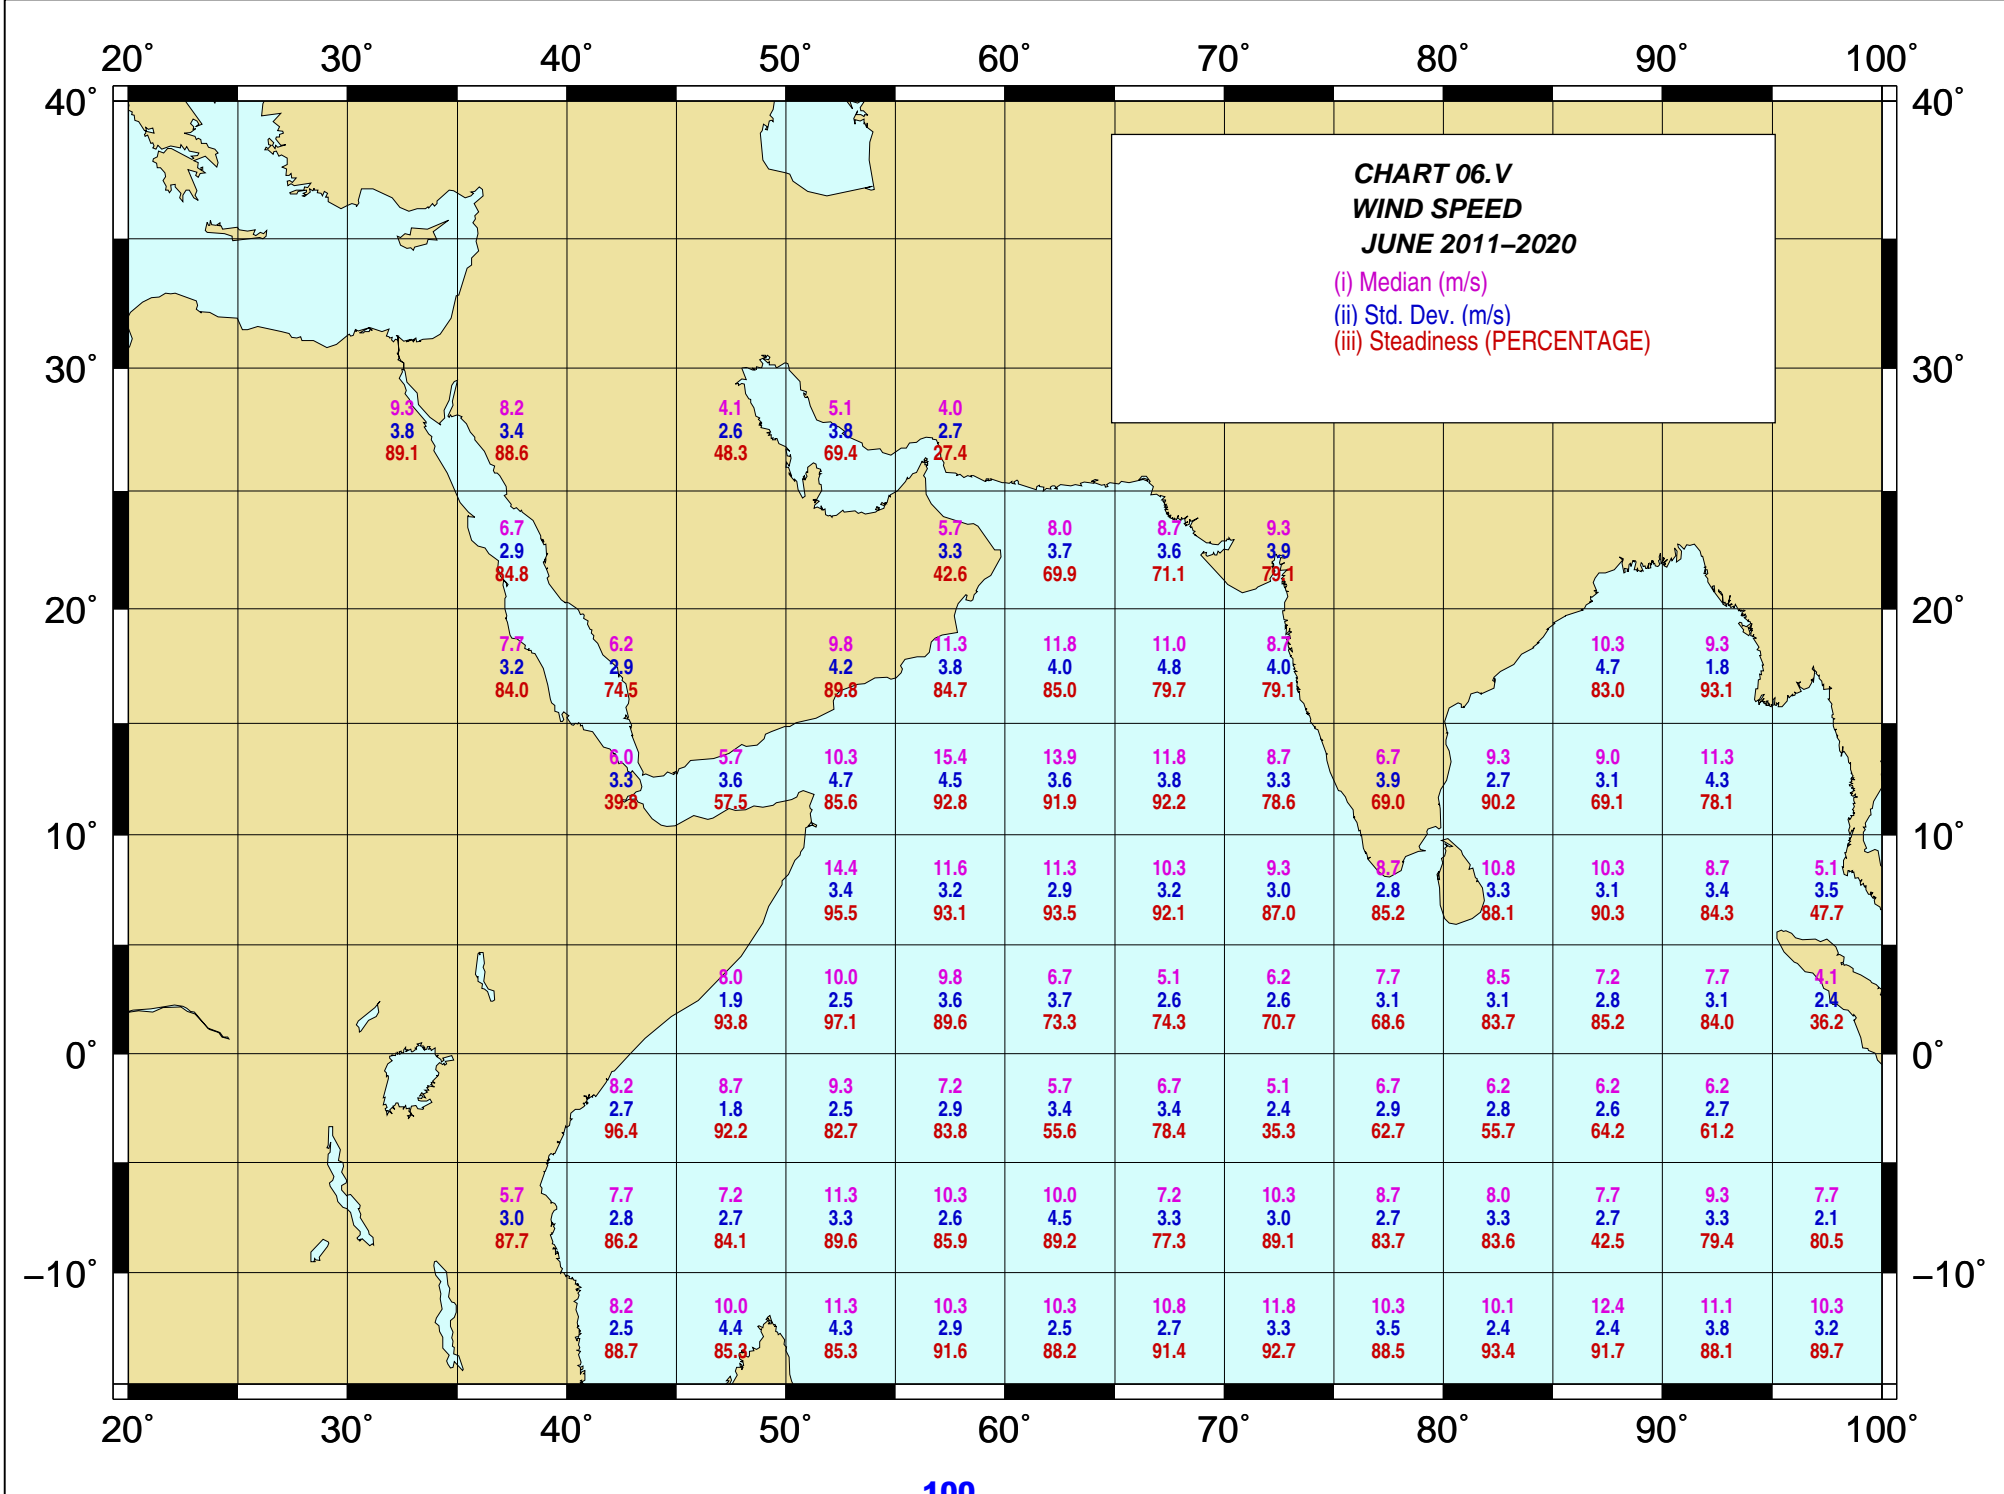 20˚ 30˚ 40˚ 50˚ 60˚ 70˚ 80˚ 90˚ 100˚
40˚ 40˚
CHART 06.V
WIND SPEED
JUNE 2011–2020
(i) Median (m/s)
(ii) Std. Dev. (m/s)
(iii) Steadiness (PERCENTAGE)
30˚ 30˚
9.3 8.2 4.1 5.1 4.0
3.8 3.4 2.6 3.8 2.7
89.1 88.6 48.3 69.4 27.4
6.7 5.7 8.0 8.7 9.3
2.9 3.3 3.7 3.6 3.9
84.8 42.6 69.9 71.1 79.1
20˚ 20˚
7.7 6.2 9.8 11.3 11.8 11.0 8.7 10.3 9.3
3.2 2.9 4.2 3.8 4.0 4.8 4.0 4.7 1.8
84.0 74.5 89.8 84.7 85.0 79.7 79.1 83.0 93.1
6.0 5.7 10.3 15.4 13.9 11.8 8.7 6.7 9.3 9.0 11.3
3.3 3.6 4.7 4.5 3.6 3.8 3.3 3.9 2.7 3.1 4.3
39.8 57.5 85.6 92.8 91.9 92.2 78.6 69.0 90.2 69.1 78.1
10˚ 10˚
14.4 11.6 11.3 10.3 9.3 8.7 10.8 10.3 8.7 5.1
3.4 3.2 2.9 3.2 3.0 2.8 3.3 3.1 3.4 3.5
95.5 93.1 93.5 92.1 87.0 85.2 88.1 90.3 84.3 47.7
8.0 10.0 9.8 6.7 5.1 6.2 7.7 8.5 7.2 7.7 4.1
1.9 2.5 3.6 3.7 2.6 2.6 3.1 3.1 2.8 3.1 2.4
93.8 97.1 89.6 73.3 74.3 70.7 68.6 83.7 85.2 84.0 36.2
0˚ 0˚
8.2 8.7 9.3 7.2 5.7 6.7 5.1 6.7 6.2 6.2 6.2
2.7 1.8 2.5 2.9 3.4 3.4 2.4 2.9 2.8 2.6 2.7
96.4 92.2 82.7 83.8 55.6 78.4 35.3 62.7 55.7 64.2 61.2
5.7 7.7 7.2 11.3 10.3 10.0 7.2 10.3 8.7 8.0 7.7 9.3 7.7
3.0 2.8 2.7 3.3 2.6 4.5 3.3 3.0 2.7 3.3 2.7 3.3 2.1
87.7 86.2 84.1 89.6 85.9 89.2 77.3 89.1 83.7 83.6 42.5 79.4 80.5
−10˚ −10˚
8.2 10.0 11.3 10.3 10.3 10.8 11.8 10.3 10.1 12.4 11.1 10.3
2.5 4.4 4.3 2.9 2.5 2.7 3.3 3.5 2.4 2.4 3.8 3.2
88.7 85.3 85.3 91.6 88.2 91.4 92.7 88.5 93.4 91.7 88.1 89.7
20˚ 30˚ 40˚ 50˚ 60˚ 70˚ 80˚ 90˚ 100˚
100